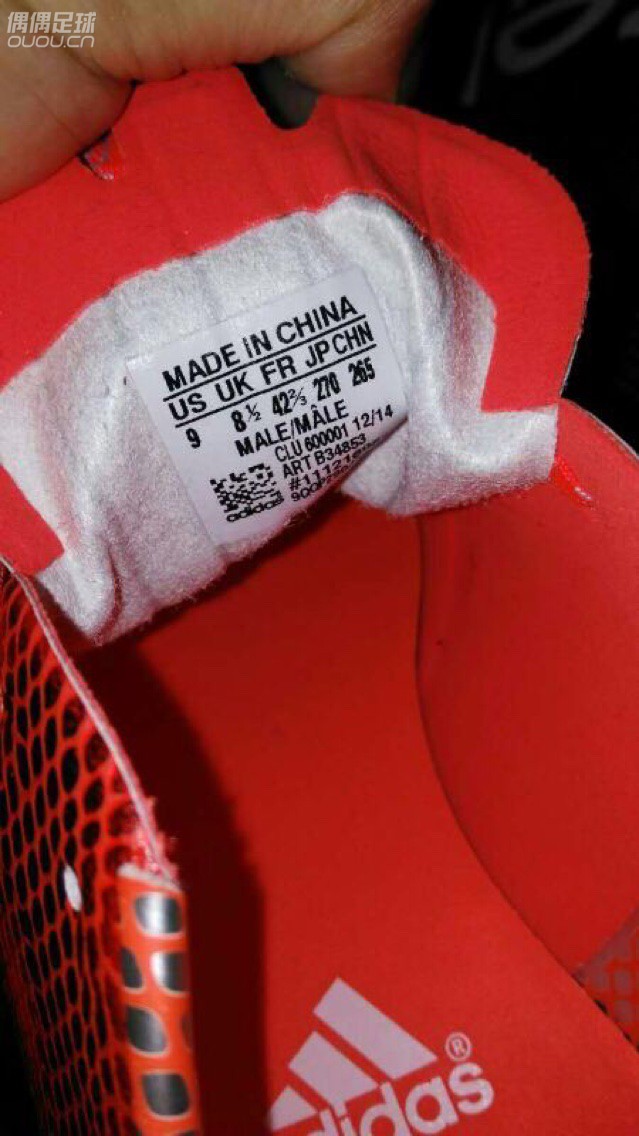 偶偶足球
OUOU.CN
MADE IN CHINA
US UK FR JP CHN
9 8½ 42⅔ 270 265
MALE/MÂLE
CLU 600001 12/14
ART B34853
adidas
adidas®